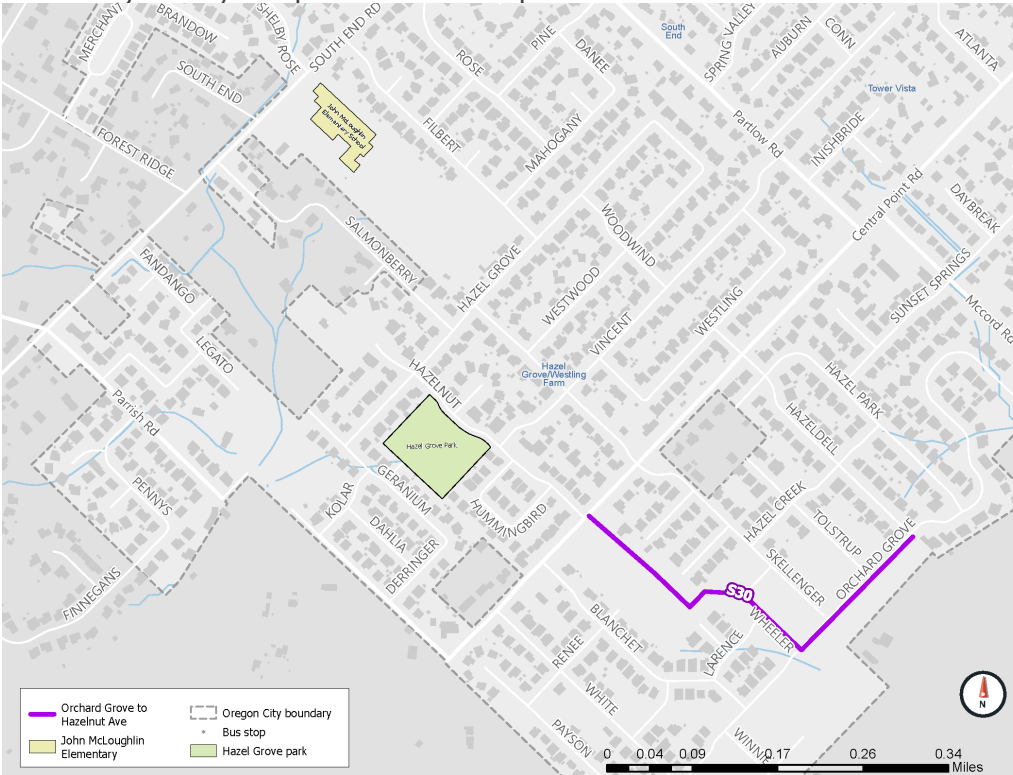 MERCHANT
BRANDOW
SHELBY ROSE
SOUTH END RD
SOUTH END
FOREST RIDGE
John McLoughlin
Elementary School
ROSE
PINE
DANEE
South
End
SPRING VALLEY
AUBURN
CONN
ATLANTA
Tower Vista
FILBERT
MAHOGANY
Partlow Rd
INISHBRIDE
Central Point Rd
DAYBREAK
SALMONBERRY
WOODWIND
FANDANGO
HAZEL GROVE
WESTWOOD
SUNSET SPRINGS
Mccord Rd
LEGATO
VINCENT
WESTLING
HAZELNUT
Hazel
Grove/Westling
Farm
HAZEL PARK
Parrish Rd
HAZELDELL
Hazel Grove Park
GERANIUM
KOLAR
PENNYS
DAHLIA
HUMMINGBIRD
DERRINGER
HAZEL CREEK
TOLSTRUP
SKELLENGER
ORCHARD GROVE
FINNEGANS
S30
WHEELER
BLANCHET
RENEE
LARENCE
WHITE
PAYSON
WINNIE
Orchard Grove to
Hazelnut Ave
John McLoughlin
Elementary
Oregon City boundary
Bus stop
Hazel Grove park
N
0 0.04 0.09 0.17 0.26 0.34
Miles